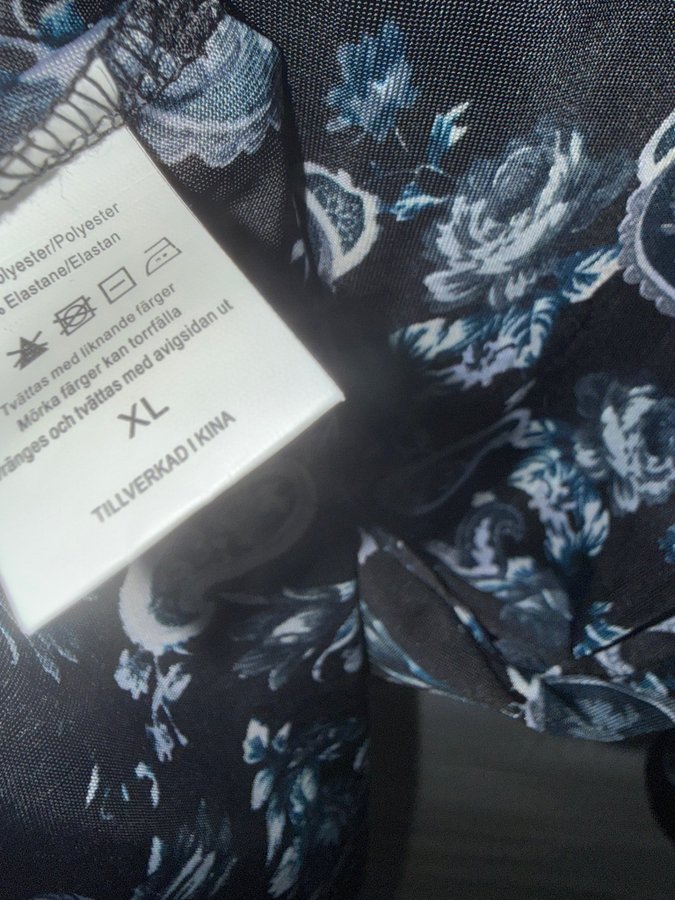 olyester/Polyester
% Elastane/Elastan
Tvättas med liknande färger
Mörka färger kan torrfälla
vränges och tvättas med avigsidan ut
XL
TILLVERKAD I KINA